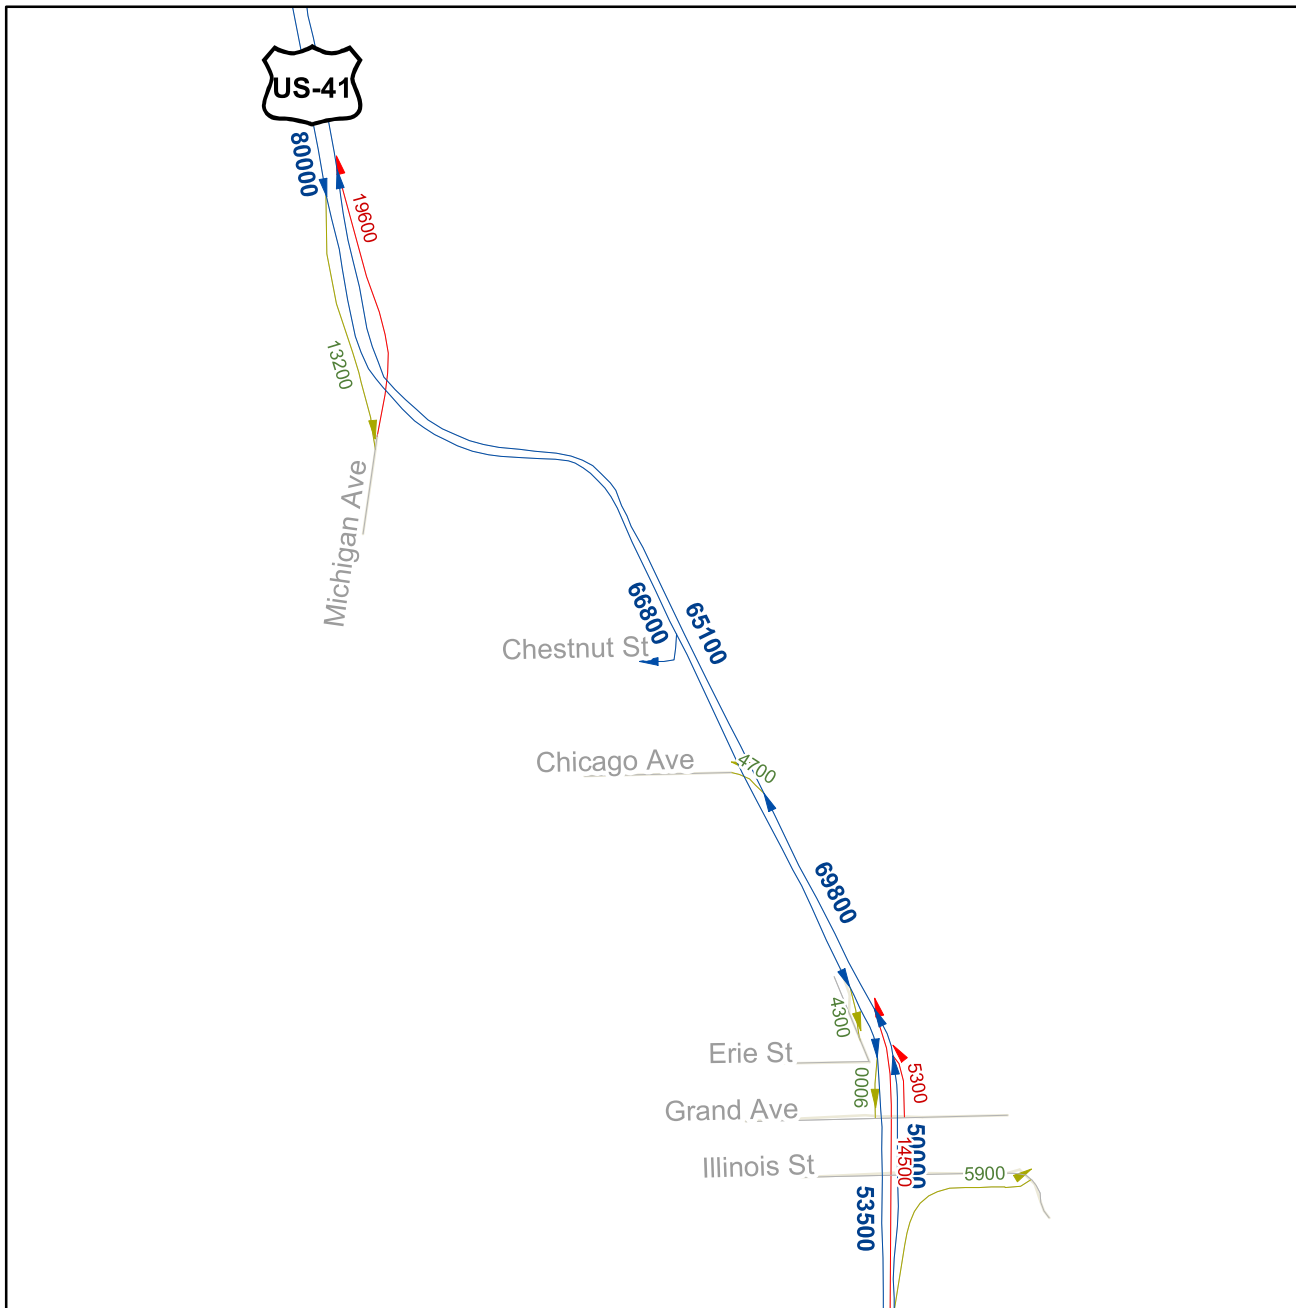 US-41
80000
19600
13200
Michigan Ave
66800
65100
Chestnut St
Chicago Ave
4700
69800
4300
Erie St
5300
9000
Grand Ave
50000
14500
Illinois St
5900
53500